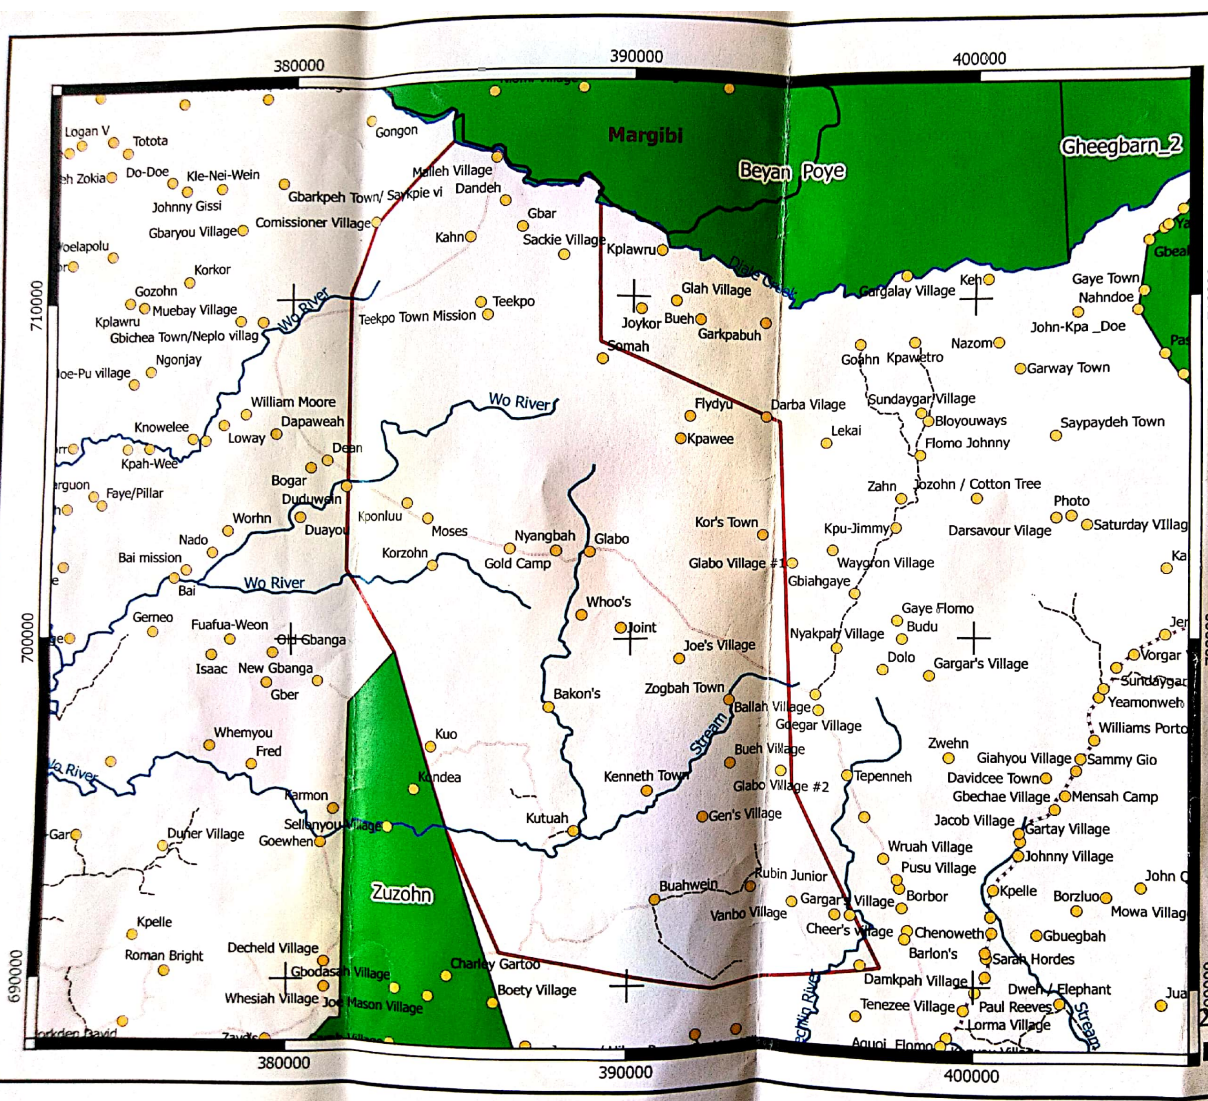 380000
390000
400000
Gongon
Margibi
Gheegbarn_2
Beyan Poye
Logan V
Totota
Do-Doe
Kle-Nei-Wein
Johnny Gissi
Gbarkpeh Town/ Saykpie vi
Malleh Village
Dandeh
Gbaryou Village
Comissioner Village
Kahn
Gbar
Sackie Village
Kplawru
Korkor
Gozohn
Muebay Village
Kplawru
Gbichea Town/Neplo villag
Wo River
Teekpo
Teekpo Town Mission
Glah Village
Joykor
Bueh
Garkpabuh
Gargalay Village
Keh
Gaye Town
Nahndoe
John-Kpa _Doe
710000
Ngonjay
Somah
Goahn
Kpawetro
Nazom
Garway Town
William Moore
Knowelee
Loway
Dapaweah
Kpah-Wee
Dean
Bogar
Wo River
Flydyu
Darba Vilage
Kpawee
Lekai
Sundaygar Village
Bloyouways
Flomo Johnny
Saypaydeh Town
Faye/Pillar
Duduwein
Worhn
Duayou
Nado
Bai mission
Bai
Wo River
Kponluu
Moses
Korzohn
Nyangbah
Gold Camp
Glabo
Kor's Town
Glabo Village #1
Zahn
Jozohn / Cotton Tree
Photo
Kpu-Jimmy
Darsavour Vilage
Saturday VIllag
Waygron Village
Gbiahgaye
Ka
Gerneo
Fuafua-Weon
Old Gbanga
Isaac
New Gbanga
Gber
Whoo's
Joint
Joe's Village
Gaye Flomo
Budu
Nyakpah Village
Dolo
Gargar's Village
700000
Bakon's
Zogbah Town
Ballah Village
Goegar Village
Stream
Sundaygar
Yeamonweh
Williams Porto
Whemyou
Fred
Kuo
Kondea
Bueh Village
Kenneth Town
Glabo Village #2
Zwehn
Giahyou Village
Sammy Gio
Tepenneh
Davidcee Town
Gbechae Village
Mensah Camp
Karmon
Sellenyou Village
Goewhen
Duner Village
Kutuah
Gen's Village
Jacob Village
Gartay Village
Johnny Village
Wruah Village
Pusu Village
Zuzohn
Buahwein
Rubin Junior
Vanbo Village
Gargar's Village
Borbor
Kpelle
Borzluo
Mowa Village
Cheer's village
Chenoweth
Gbuegbah
Kpelle
Roman Bright
Decheld Village
Gbodasah Village
Whesiah Village
Joe Mason Village
Charley Gartoo
Boety Village
Barlon's
Sarah Hordes
Damkpah Village
Dweh / Elephant
Tenezee Village
Paul Reeves
Lorma Village
Stream
690000
Aquoi Flomo
380000
390000
400000